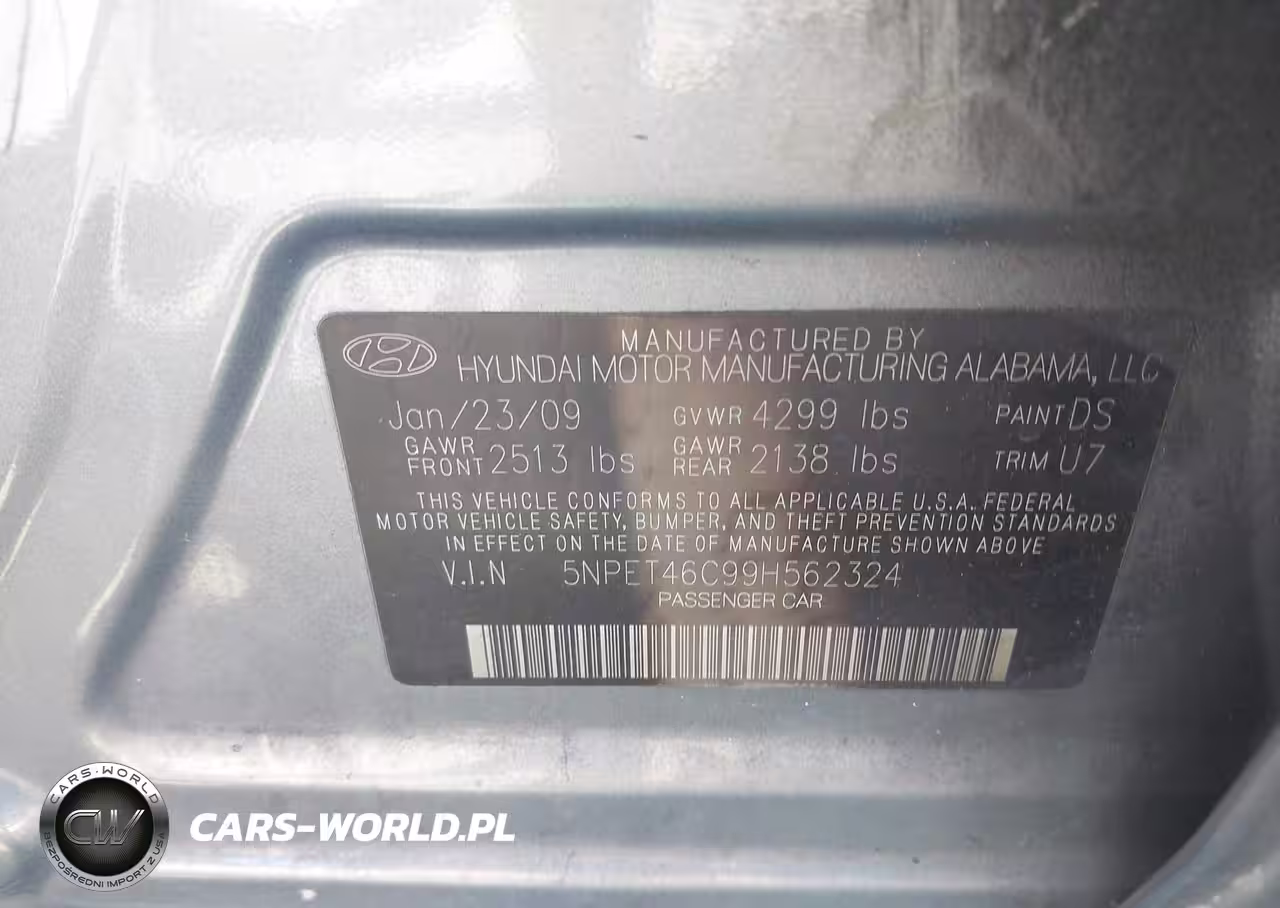 MANUFACTURED BY
HYUNDAI MOTOR MANUFACTURING ALABAMA, LLC
Jan/23/09 GVWR 4299 lbs PAINT DS
GAWR FRONT 2513 lbs GAWR REAR 2138 lbs TRIM U7
THIS VEHICLE CONFORMS TO ALL APPLICABLE U.S.A. FEDERAL
MOTOR VEHICLE SAFETY, BUMPER, AND THEFT PREVENTION STANDARDS
IN EFFECT ON THE DATE OF MANUFACTURE SHOWN ABOVE
V.I.N 5NPET46C99H562324
PASSENGER CAR
CARS-WORLD
CW
BEZPOŚREDNI IMPORT Z USA
CARS-WORLD.PL